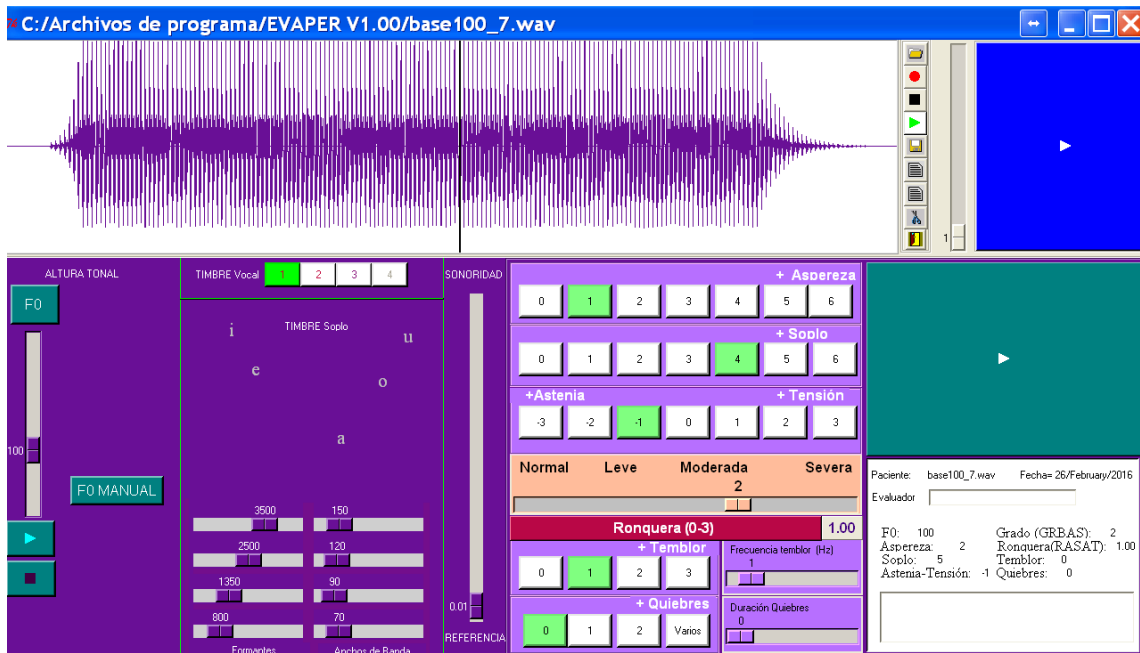 C:/Archivos de programa/EVAPER V1.00/base100_7.wav
1
ALTURA TONAL
F0
100
F0 MANUAL
TIMBRE Vocal 1 2 3 4
TIMBRE Soplo
i
u
e
o
a
3500 150
2500 120
1350 90
800 70
Formantes Anchos de Banda
SONORIDAD
0.01
REFERENCIA
+ Aspereza
0 1 2 3 4 5 6
+ Soplo
0 1 2 3 4 5 6
+Astenia + Tensión
-3 -2 -1 0 1 2 3
Normal Leve Moderada Severa
2
Ronquera (0-3) 1.00
+ Temblor
0 1 2 3
Frecuencia temblor (Hz)
1
+ Quiebres
0 1 2 Varios
Duración Quiebres
0
Paciente: base100_7.wav Fecha= 26/February/2016
Evaluador
F0: 100 Grado (GRBAS): 2
Aspereza: 2 Ronquera(RASAT): 1.00
Soplo: 5 Temblor: 0
Astenia-Tensión: -1 Quiebres: 0